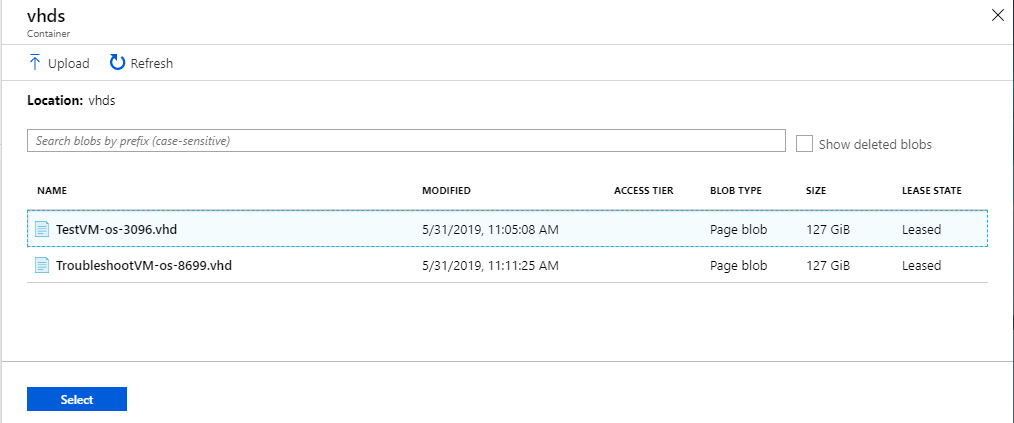 vhds
Container
Upload Refresh
Location: vhds
Search blobs by prefix (case-sensitive) Show deleted blobs
NAME MODIFIED ACCESS TIER BLOB TYPE SIZE LEASE STATE
TestVM-os-3096.vhd 5/31/2019, 11:05:08 AM Page blob 127 GiB Leased
TroubleshootVM-os-8699.vhd 5/31/2019, 11:11:25 AM Page blob 127 GiB Leased
Select